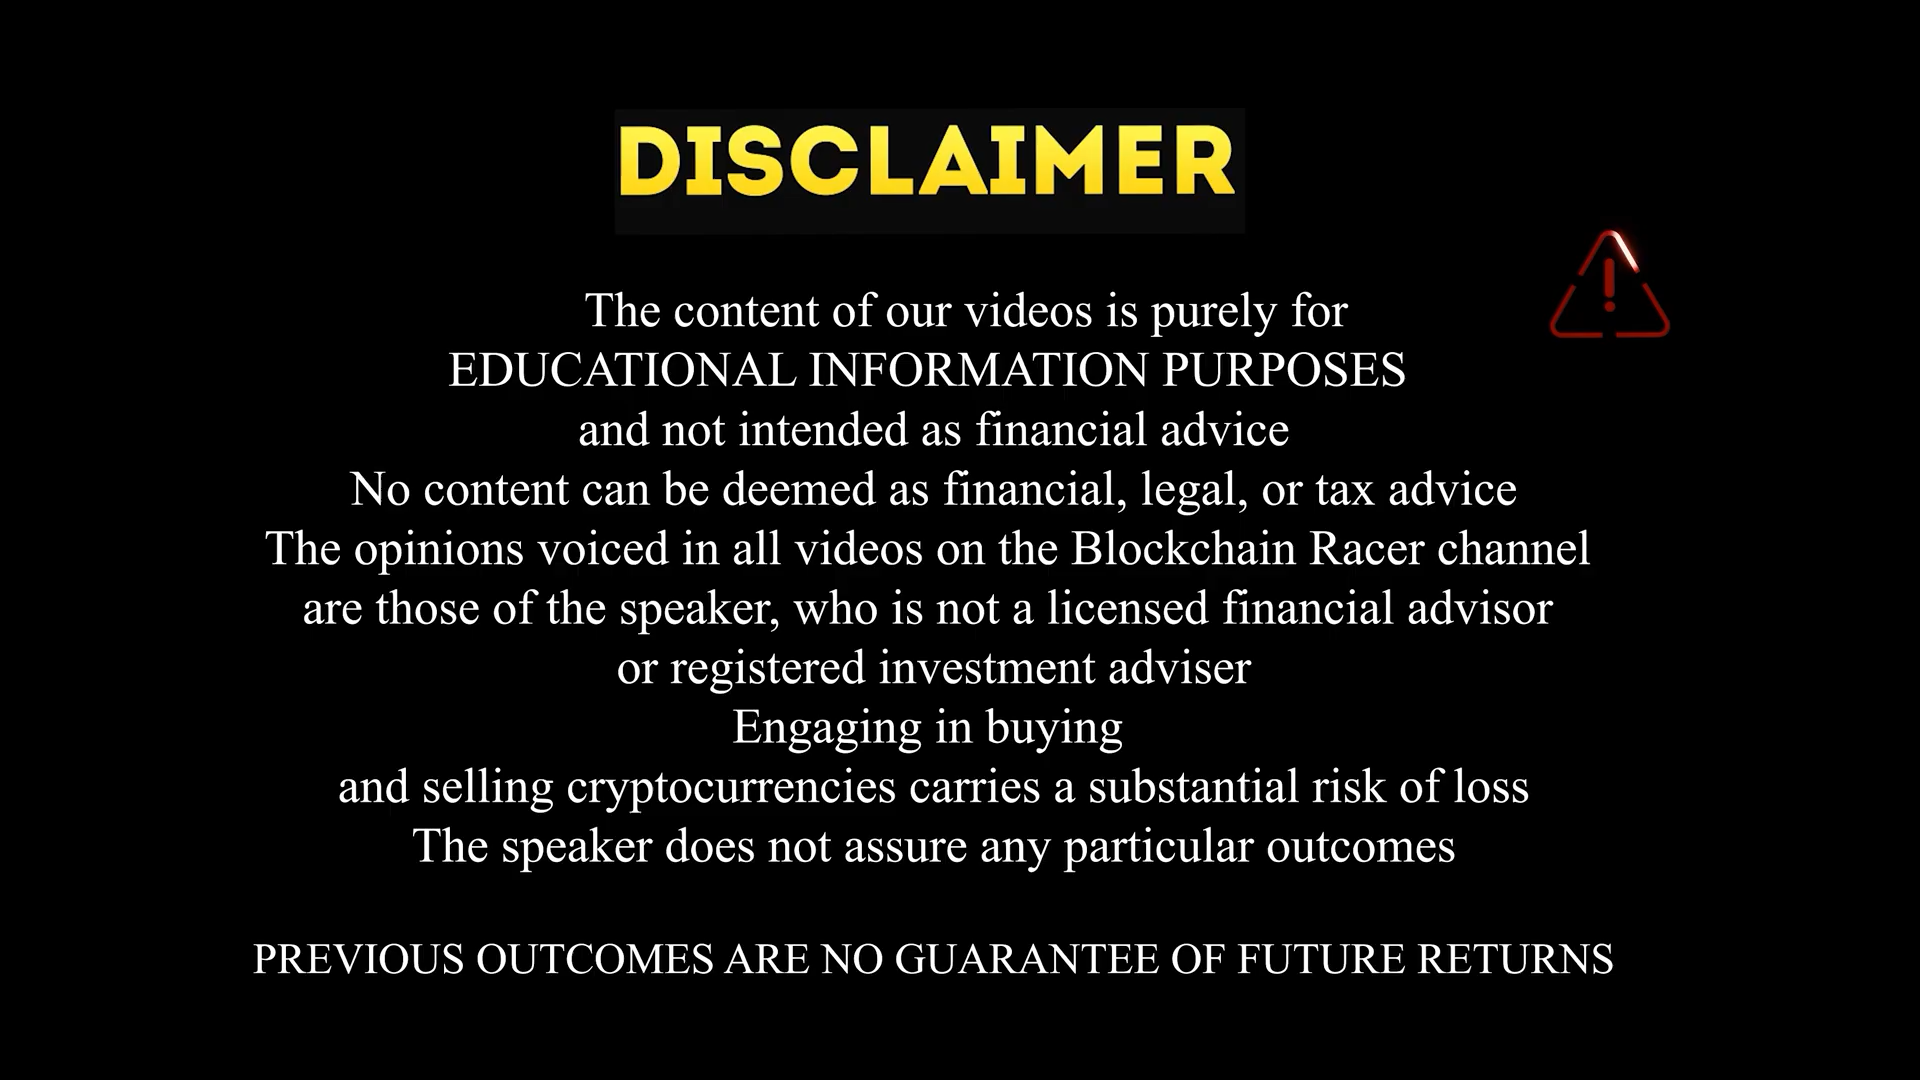 DISCLAIMER
The content of our videos is purely for
EDUCATIONAL INFORMATION PURPOSES
and not intended as financial advice
No content can be deemed as financial, legal, or tax advice
The opinions voiced in all videos on the Blockchain Racer channel
are those of the speaker, who is not a licensed financial advisor
or registered investment adviser
Engaging in buying
and selling cryptocurrencies carries a substantial risk of loss
The speaker does not assure any particular outcomes
PREVIOUS OUTCOMES ARE NO GUARANTEE OF FUTURE RETURNS